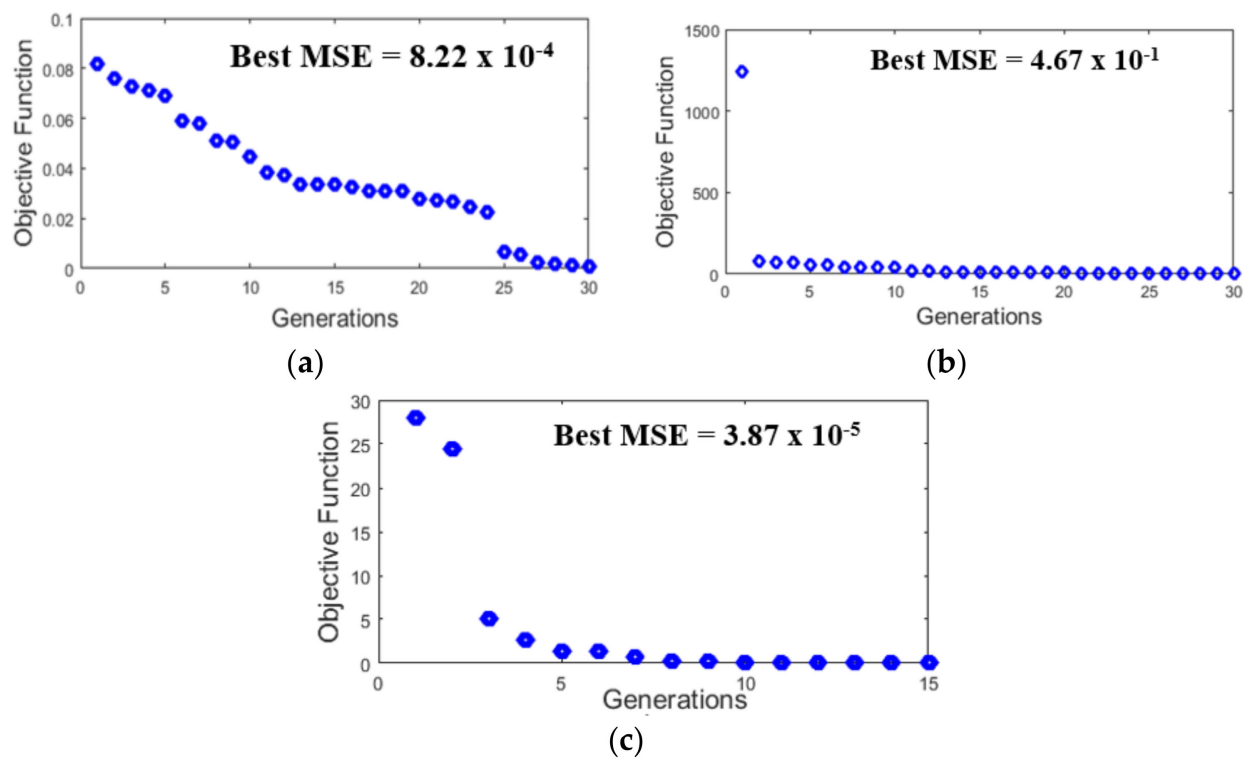 0.1
0.08
0.06
0.04
0.02
0
Objective Function
Best MSE = 8.22 x 10-4
0 5 10 15 20 25 30
Generations
(a)
1500
1000
500
0
Objective Function
Best MSE = 4.67 x 10-1
0 5 10 15 20 25 30
Generations
(b)
30
25
20
15
10
5
0
Objective Function
Best MSE = 3.87 x 10-5
0 5 10 15
Generations
(c)